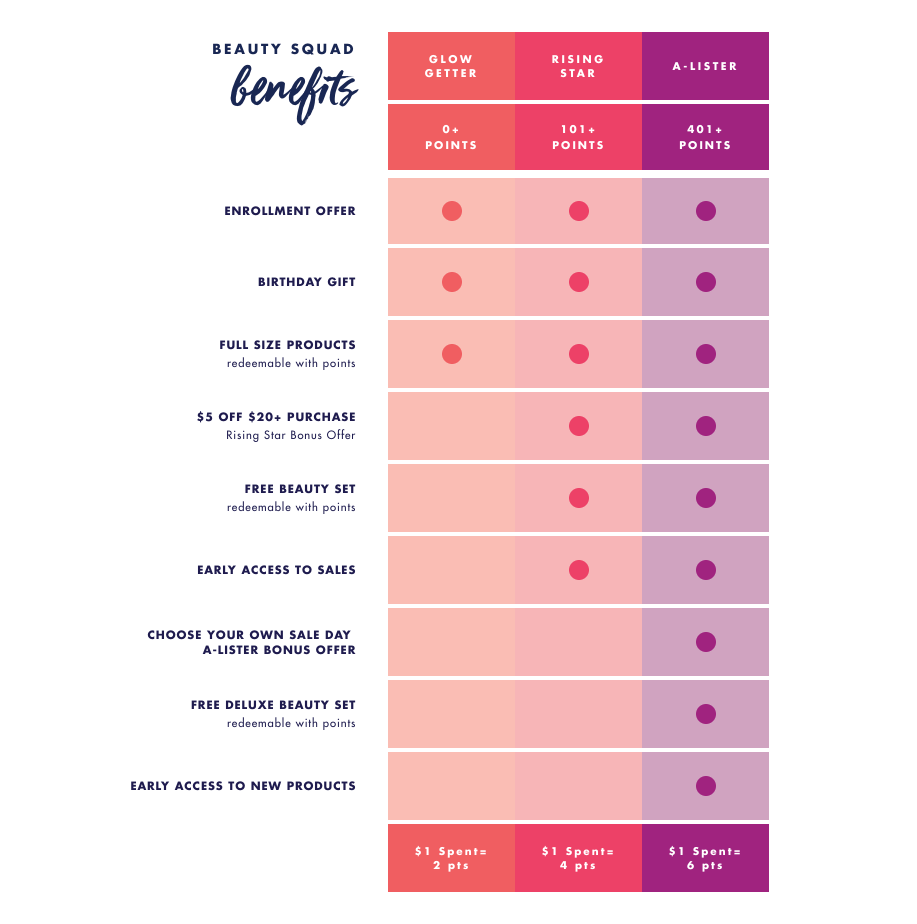 BEAUTY SQUAD
benefits
GLOW
GETTER
RISING
STAR
A-LISTER
0+
POINTS
101+
POINTS
401+
POINTS
ENROLLMENT OFFER
BIRTHDAY GIFT
FULL SIZE PRODUCTS
redeemable with points
$5 OFF $20+ PURCHASE
Rising Star Bonus Offer
FREE BEAUTY SET
redeemable with points
EARLY ACCESS TO SALES
CHOOSE YOUR OWN SALE DAY
A-LISTER BONUS OFFER
FREE DELUXE BEAUTY SET
redeemable with points
EARLY ACCESS TO NEW PRODUCTS
$1 Spent=
2 pts
$1 Spent=
4 pts
$1 Spent=
6 pts